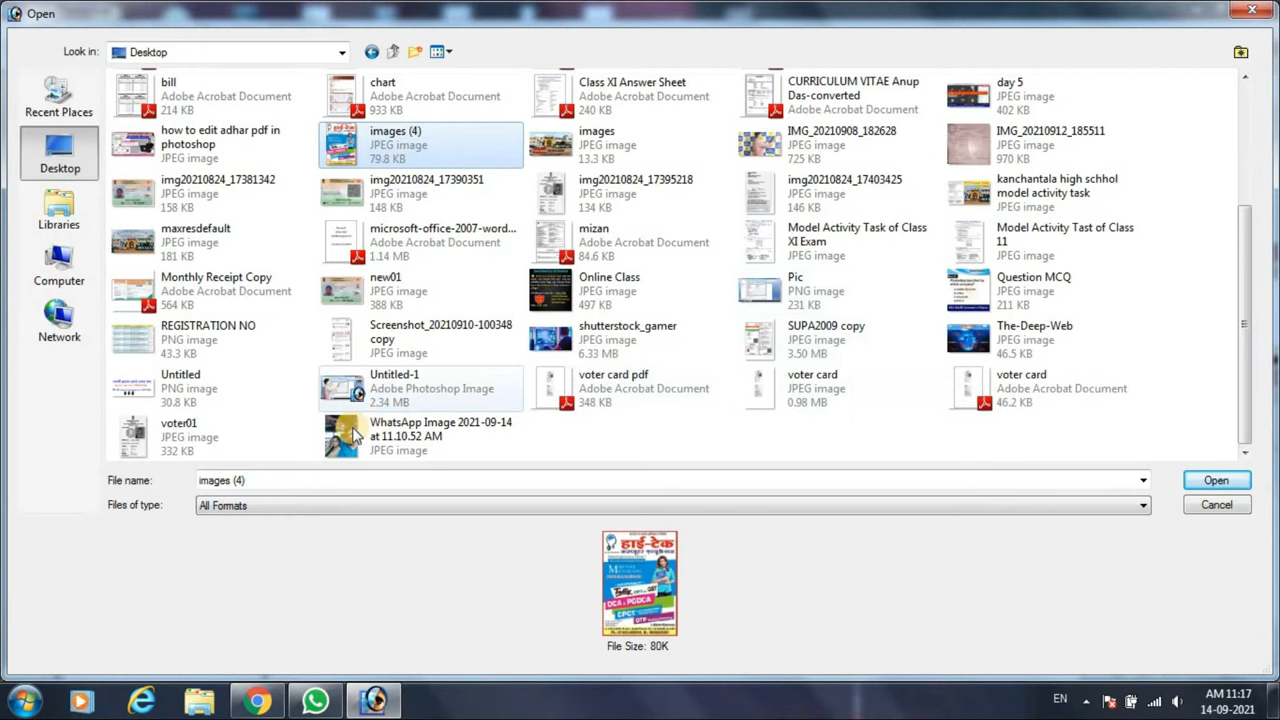 Open
Look in:
Desktop
Recent Places
Desktop
Libraries
Computer
Network
bill
Adobe Acrobat Document
214 KB
chart
Adobe Acrobat Document
933 KB
Class XI Answer Sheet
Adobe Acrobat Document
240 KB
CURRICULUM VITAE Anup
Das-converted
Adobe Acrobat Document
day 5
JPEG image
402 KB
how to edit adhar pdf in
photoshop
JPEG image
images (4)
JPEG image
79.8 KB
images
JPEG image
13.3 KB
IMG_20210908_182628
JPEG image
725 KB
IMG_20210912_185511
JPEG image
970 KB
img20210824_17381342
JPEG image
158 KB
img20210824_17390351
JPEG image
148 KB
img20210824_17395218
JPEG image
134 KB
img20210824_17403425
JPEG image
146 KB
kanchantala high schhol
model activity task
JPEG image
maxresdefault
JPEG image
181 KB
microsoft-office-2007-word...
Adobe Acrobat Document
1.14 MB
mizan
Adobe Acrobat Document
84.6 KB
Model Activity Task of Class
XI Exam
JPEG image
Model Activity Tast of Class
11
JPEG image
Monthly Receipt Copy
Adobe Acrobat Document
564 KB
new01
JPEG image
388 KB
Online Class
JPEG image
497 KB
Pic
PNG image
231 KB
Question MCQ
JPEG image
211 KB
REGISTRATION NO
PNG image
43.3 KB
Screenshot_20210910-100348
copy
JPEG image
shutterstock_gamer
JPEG image
6.33 MB
SUPA2009 copy
JPEG image
3.50 MB
The-Deep-Web
JPEG image
46.5 KB
Untitled
PNG image
30.8 KB
Untitled-1
Adobe Photoshop Image
2.34 MB
voter card pdf
Adobe Acrobat Document
348 KB
voter card
JPEG image
0.98 MB
voter card
Adobe Acrobat Document
46.2 KB
voter01
JPEG image
332 KB
WhatsApp Image 2021-09-14
at 11.10.52 AM
JPEG image
File name:
images (4)
Open
Files of type:
All Formats
Cancel
हाई-टेक
DCA & PGDCA
CPCT
DTP
File Size: 80K
EN
AM 11:17
14-09-2021